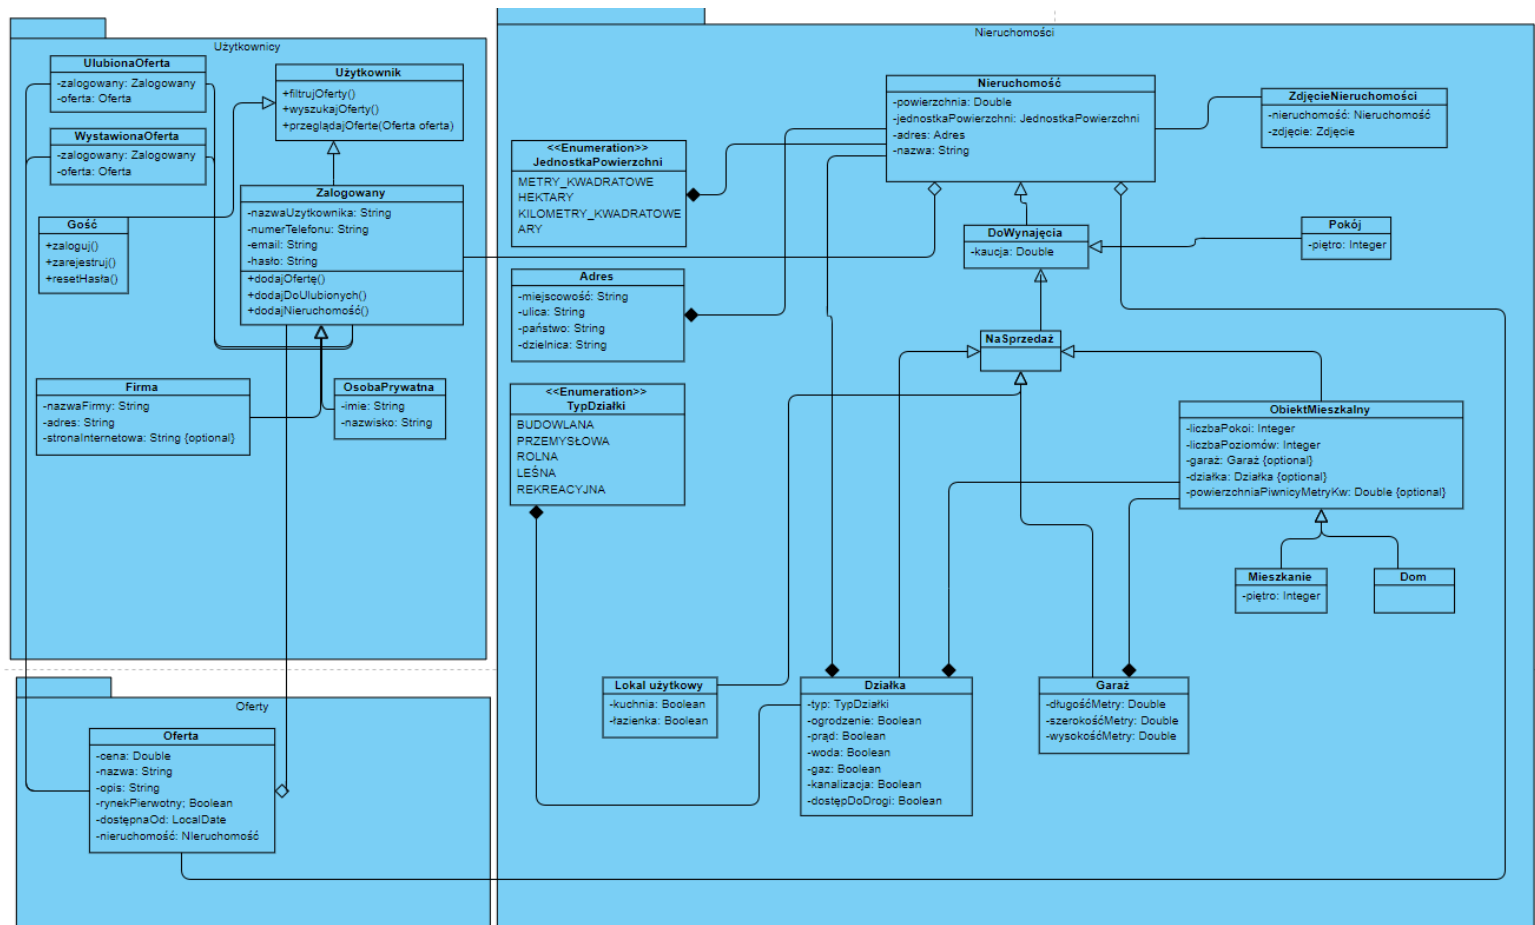 Użytkownicy
UlubionaOferta
-zalogowany: Zalogowany
-oferta: Oferta
WystawionaOferta
-zalogowany: Zalogowany
-oferta: Oferta
Użytkownik
+filtrujOferty()
+wyszukajOferty()
+przeglądajOferte(Oferta oferta)
Gość
+zaloguj()
+zarejestruj()
+resetHasła()
Zalogowany
-nazwaUzytkownika: String
-numerTelefonu: String
-email: String
-hasło: String
+dodajOfertę()
+dodajDoUlubionych()
+dodajNieruchomość()
Firma
-nazwaFirmy: String
-adres: String
-stronaInternetowa: String {optional}
OsobaPrywatna
-imie: String
-nazwisko: String
Oferty
Oferta
-cena: Double
-nazwa: String
-opis: String
-rynekPierwotny; Boolean
-dostępnaOd: LocalDate
-nieruchomość: Nieruchomość
Nieruchomości
<<Enumeration>>
JednostkaPowierzchni
METRY_KWADRATOWE
HEKTARY
KILOMETRY_KWADRATOWE
ARY
Adres
-miejscowość: String
-ulica: String
-państwo: String
-dzielnica: String
<<Enumeration>>
TypDziałki
BUDOWLANA
PRZEMYSŁOWA
ROLNA
LEŚNA
REKREACYJNA
Nieruchomość
-powierzchnia: Double
-jednostkaPowierzchni: JednostkaPowierzchni
-adres: Adres
-nazwa: String
ZdjęcieNieruchomości
-nieruchomość: Nieruchomość
-zdjęcie: Zdjęcie
DoWynajęcia
-kaucja: Double
Pokój
-piętro: Integer
NaSprzedaż
ObiektMieszkalny
-liczbaPokoi: Integer
-liczbaPoziomów: Integer
-garaż: Garaż {optional}
-działka: Działka {optional}
-powierzchniaPiwnicyMetryKw: Double {optional}
Mieszkanie
-piętro: Integer
Dom
Lokal użytkowy
-kuchnia: Boolean
-łazienka: Boolean
Działka
-typ: TypDziałki
-ogrodzenie: Boolean
-prąd: Boolean
-woda: Boolean
-gaz: Boolean
-kanalizacja: Boolean
-dostępDoDrogi: Boolean
Garaż
-długośćMetry: Double
-szerokośćMetry: Double
-wysokośćMetry: Double